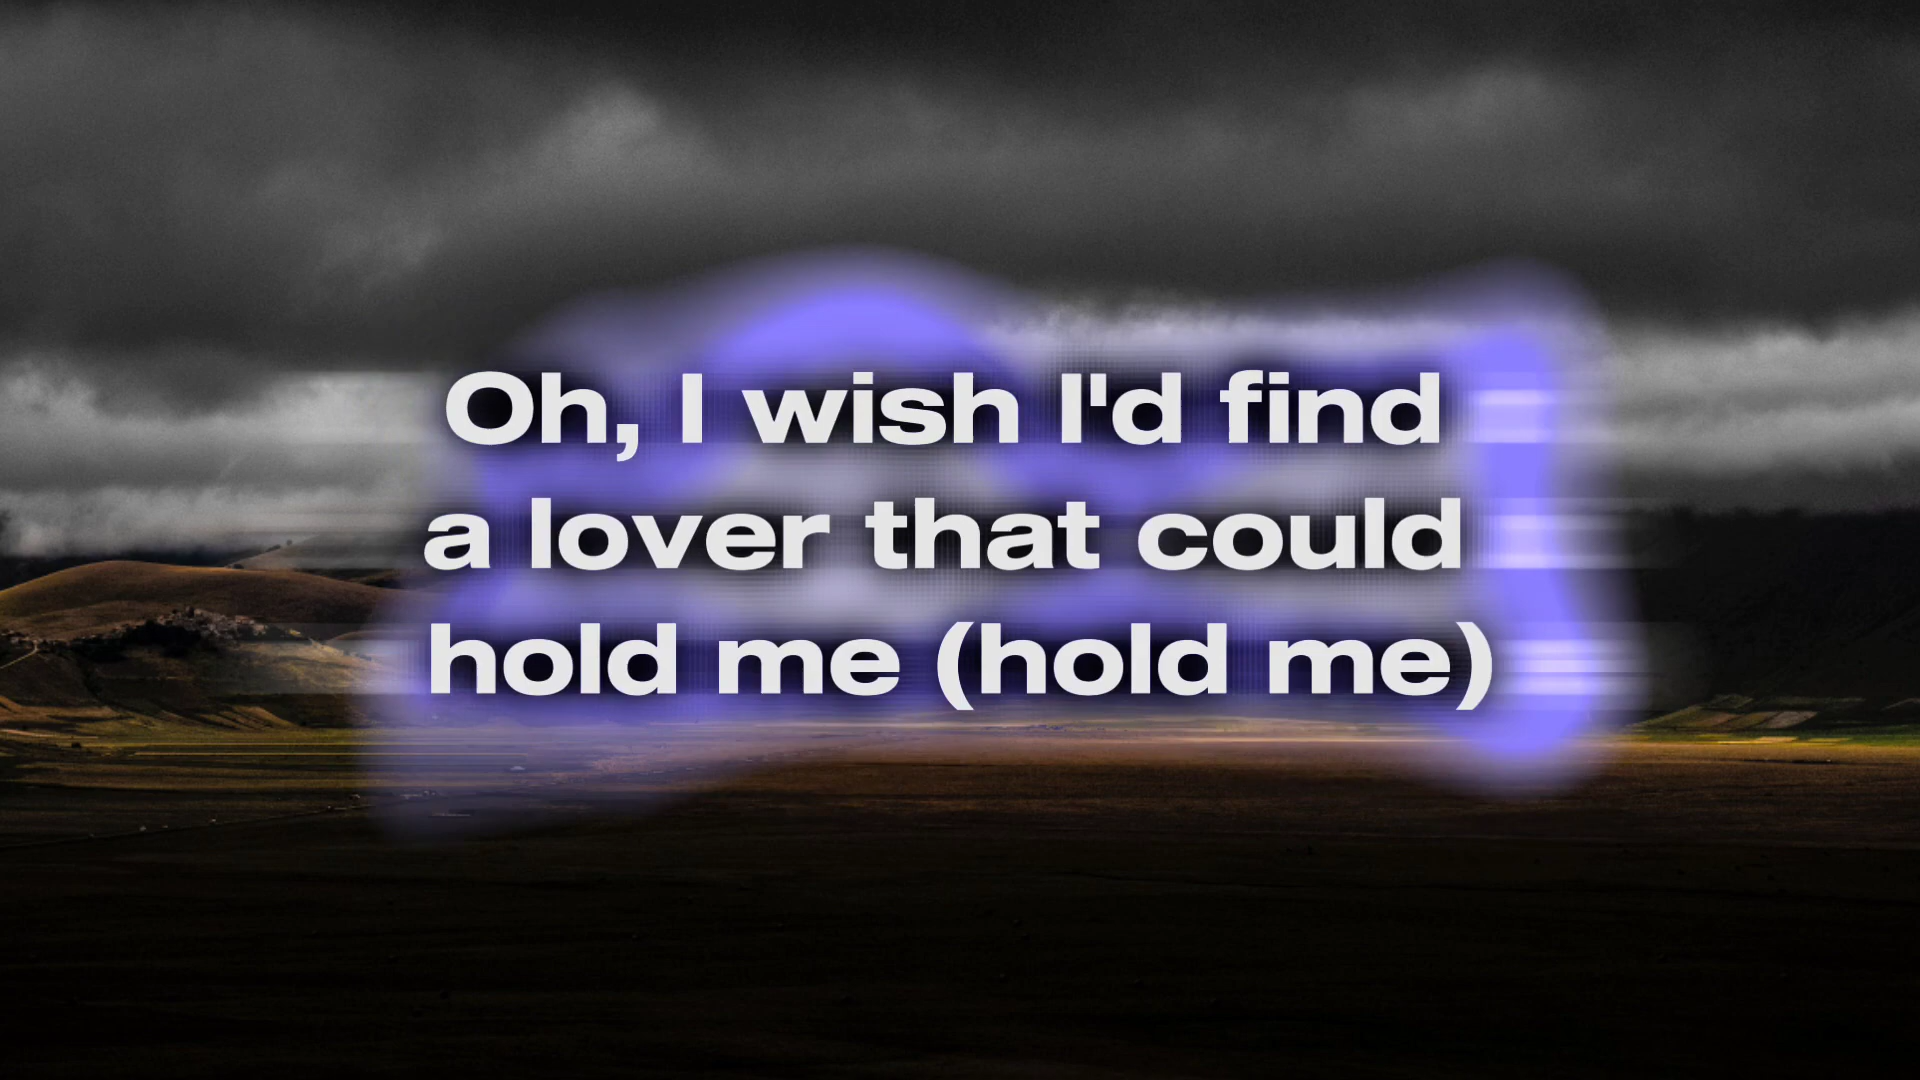 Oh, I wish I'd find
a lover that could
hold me (hold me)